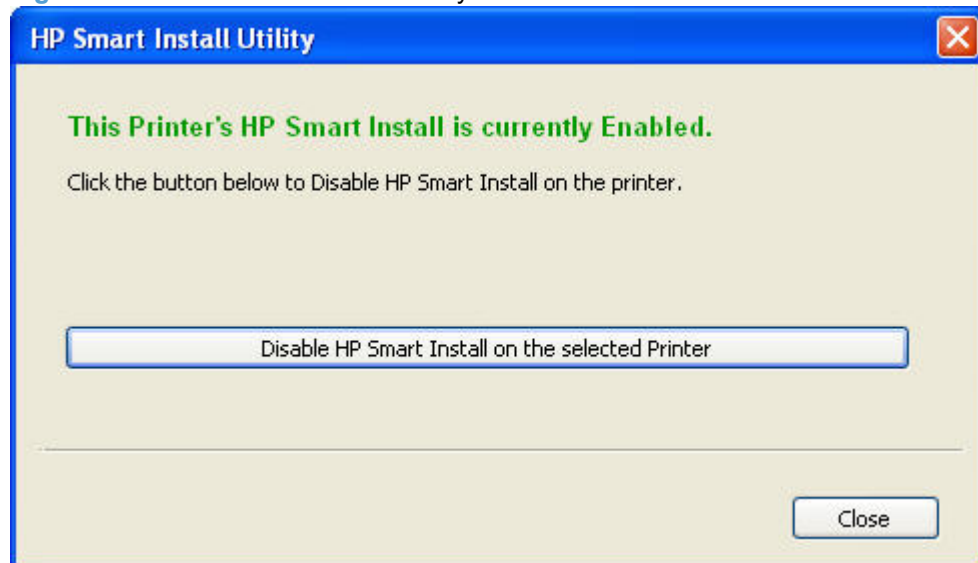 HP Smart Install Utility
This Printer's HP Smart Install is currently Enabled.
Click the button below to Disable HP Smart Install on the printer.
Disable HP Smart Install on the selected Printer
Close